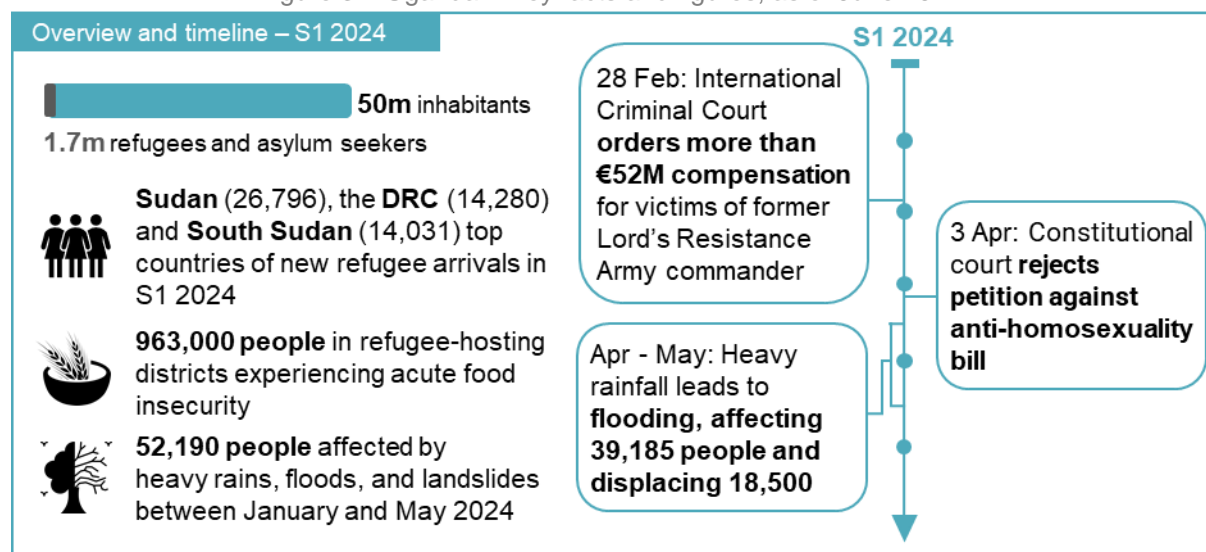 Overview and timeline – S1 2024
50m inhabitants
1.7m refugees and asylum seekers
Sudan (26,796), the DRC (14,280)
and South Sudan (14,031) top
countries of new refugee arrivals in
S1 2024
963,000 people in refugee-hosting
districts experiencing acute food
insecurity
52,190 people affected by
heavy rains, floods, and landslides
between January and May 2024
S1 2024
28 Feb: International
Criminal Court
orders more than
€52M compensation
for victims of former
Lord’s Resistance
Army commander
3 Apr: Constitutional
court rejects
petition against
anti-homosexuality
bill
Apr - May: Heavy
rainfall leads to
flooding, affecting
39,185 people and
displacing 18,500